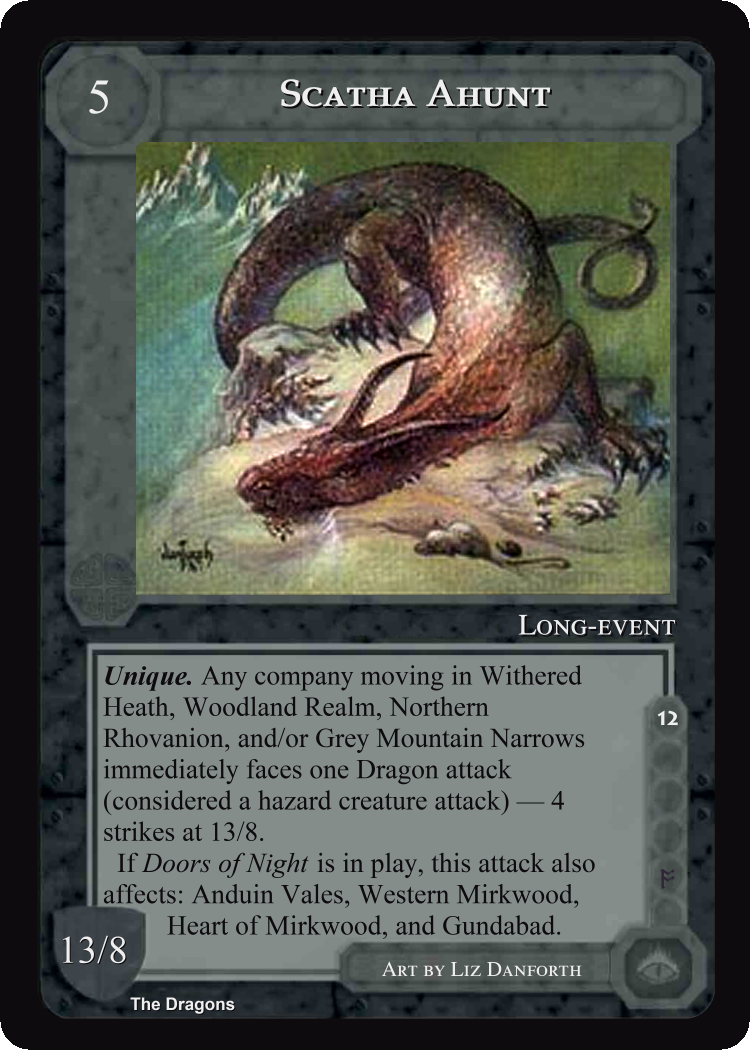 5
Scatha Ahunt
Long-event
Unique. Any company moving in Withered
Heath, Woodland Realm, Northern
Rhovanion, and/or Grey Mountain Narrows
immediately faces one Dragon attack
(considered a hazard creature attack) — 4
strikes at 13/8.
If Doors of Night is in play, this attack also
affects: Anduin Vales, Western Mirkwood,
Heart of Mirkwood, and Gundabad.
12
13/8
Art by Liz Danforth
The Dragons